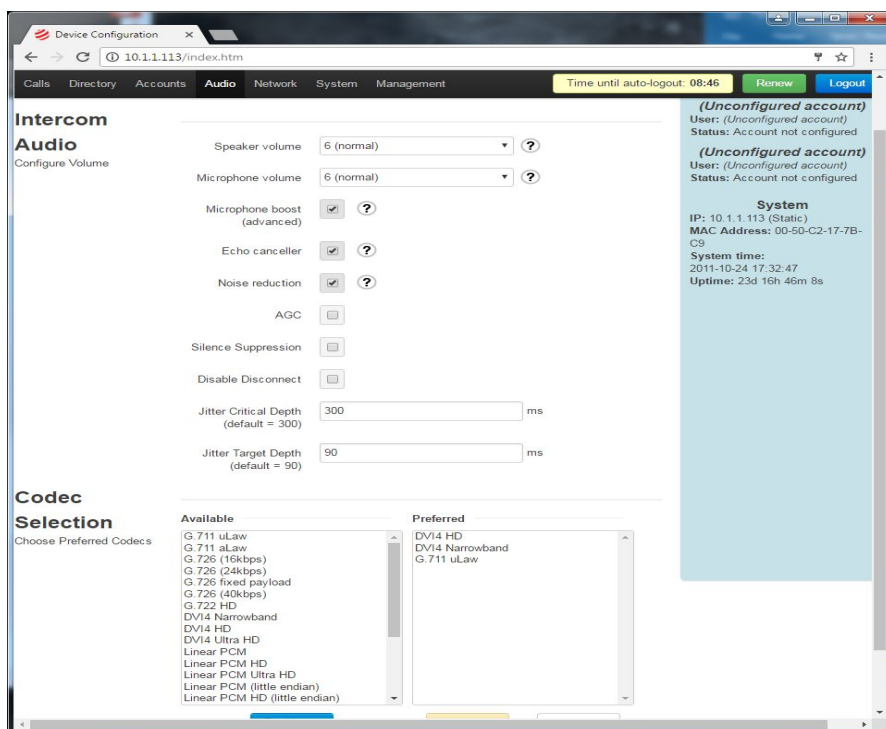 Device Configuration
10.1.1.113/index.htm
Calls Directory Accounts Audio Network System Management Time until auto-logout: 08:46 Renew Logout
Intercom
Audio
Configure Volume
Speaker volume 6 (normal) ?
Microphone volume 6 (normal) ?
Microphone boost ?
(advanced)
Echo canceller ?
Noise reduction ?
AGC
Silence Suppression
Disable Disconnect
Jitter Critical Depth 300 ms
(default = 300)
Jitter Target Depth 90 ms
(default = 90)
(Unconfigured account)
User: (Unconfigured account)
Status: Account not configured
(Unconfigured account)
User: (Unconfigured account)
Status: Account not configured
System
IP: 10.1.1.113 (Static)
MAC Address: 00-50-C2-17-7B-
C9
System time:
2011-10-24 17:32:47
Uptime: 23d 16h 46m 8s
Codec
Selection
Choose Preferred Codecs
Available
G.711 uLaw
G.711 aLaw
G.726 (16kbps)
G.726 (24kbps)
G.726 fixed payload
G.726 (40kbps)
G.722 HD
DVI4 Narrowband
DVI4 HD
DVI4 Ultra HD
Linear PCM
Linear PCM HD
Linear PCM Ultra HD
Linear PCM (little endian)
Linear PCM HD (little endian)
Preferred
DVI4 HD
DVI4 Narrowband
G.711 uLaw